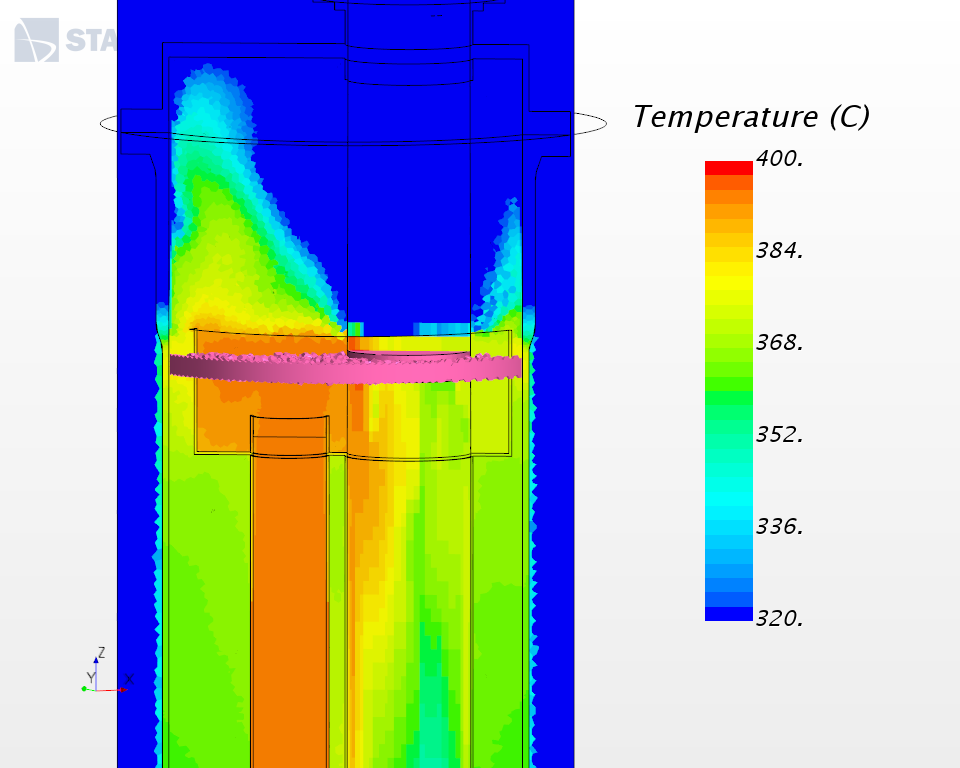 STA
Temperature (C)
400.
384.
368.
352.
336.
320.
Z
Y
X